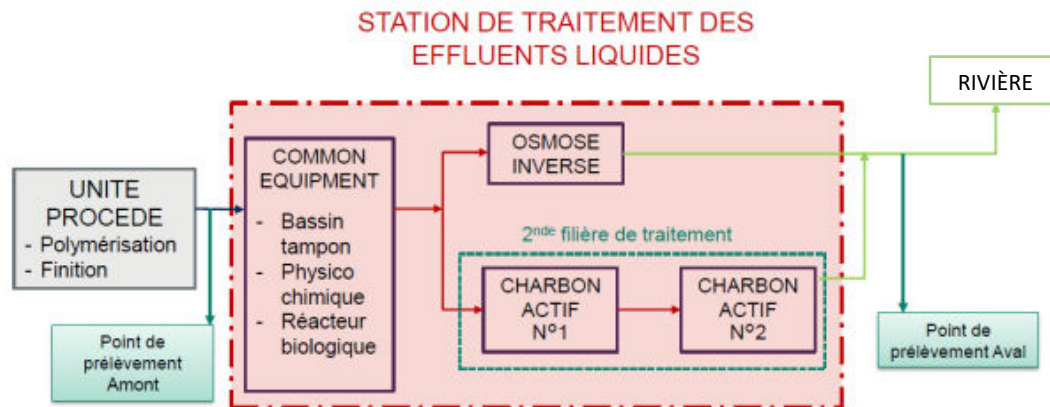 STATION DE TRAITEMENT DES
EFFLUENTS LIQUIDES
RIVIÈRE
UNITE
PROCEDE
- Polymérisation
- Finition
Point de
prélèvement
Amont
COMMON
EQUIPMENT
- Bassin
tampon
- Physico
chimique
- Réacteur
biologique
OSMOSE
INVERSE
2nde filière de traitement
CHARBON
ACTIF
N°1
CHARBON
ACTIF
N°2
Point de
prélèvement Aval